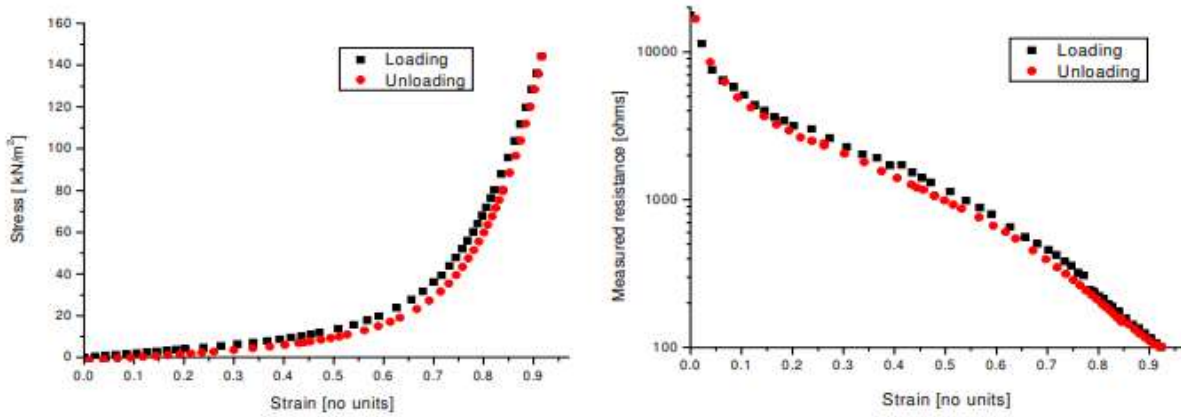 160
140
120
100
80
60
40
20
0
Stress [ kN/m²]
Loading
Unloading
0.0 0.1 0.2 0.3 0.4 0.5 0.6 0.7 0.8 0.9
Strain [no units]
10000
1000
100
Measured resistance [ohms]
Loading
Unloading
0.0 0.1 0.2 0.3 0.4 0.5 0.6 0.7 0.8 0.9
Strain [no units]